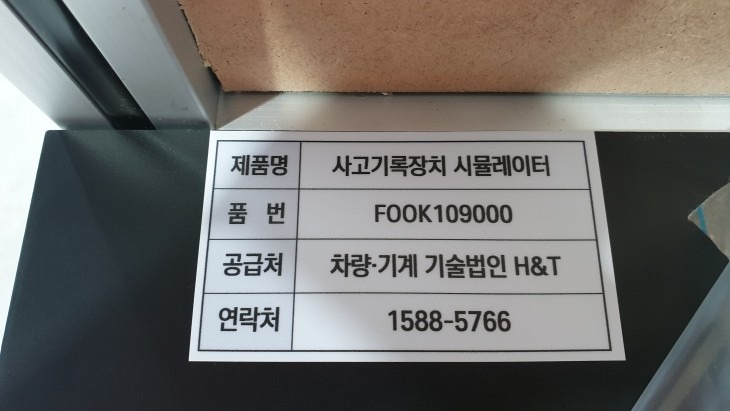 제품명 사고기록장치 시뮬레이터
품 번 FOOK109000
공급처 차량·기계 기술법인 H&T
연락처 1588-5766